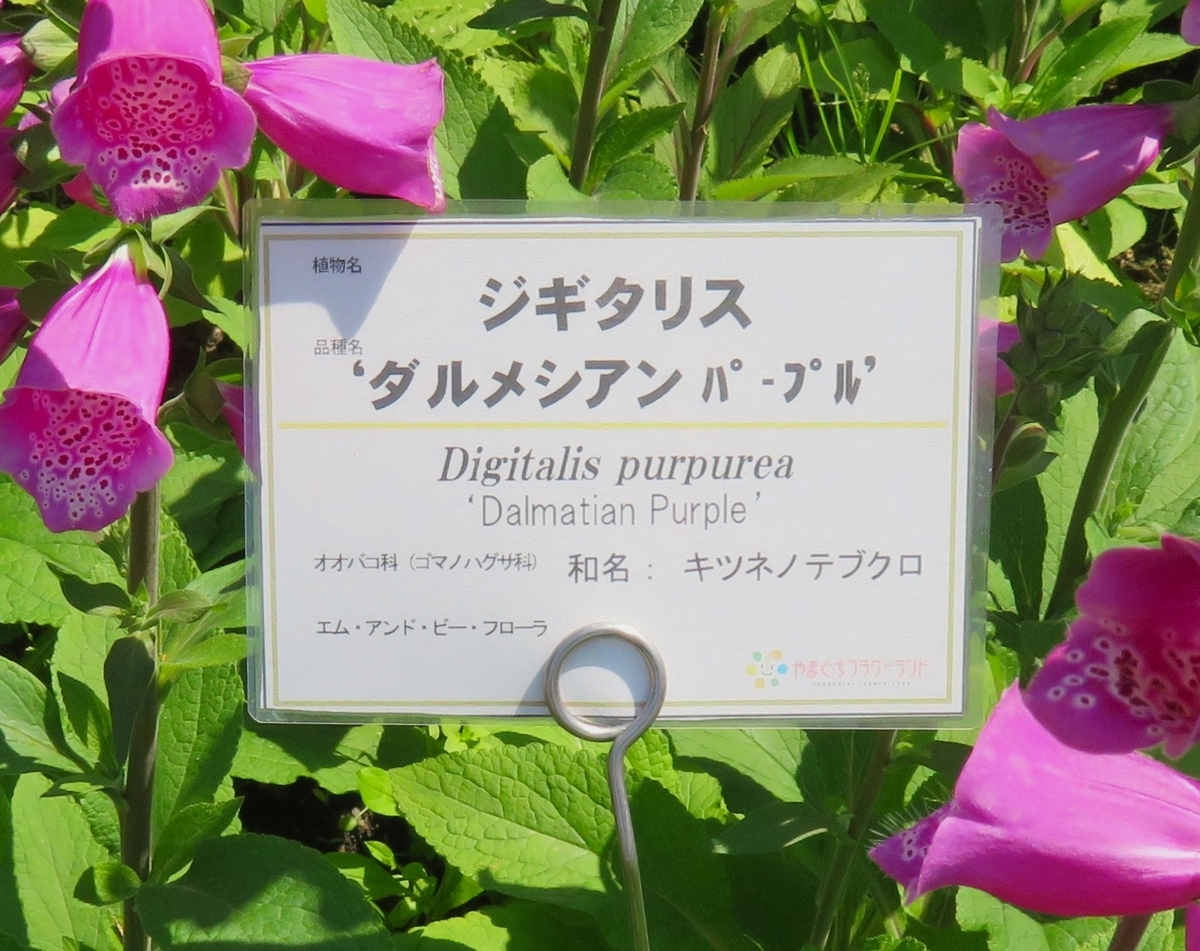 植物名
ジギタリス
品種名
‘ダルメシアン ﾊﾟｰﾌﾟﾙ’
Digitalis purpurea
‘Dalmatian Purple’
オオバコ科（ゴマノハグサ科） 和名： キツネノテブクロ
エム・アンド・ビー・フローラ
やまぐちフラワーランド